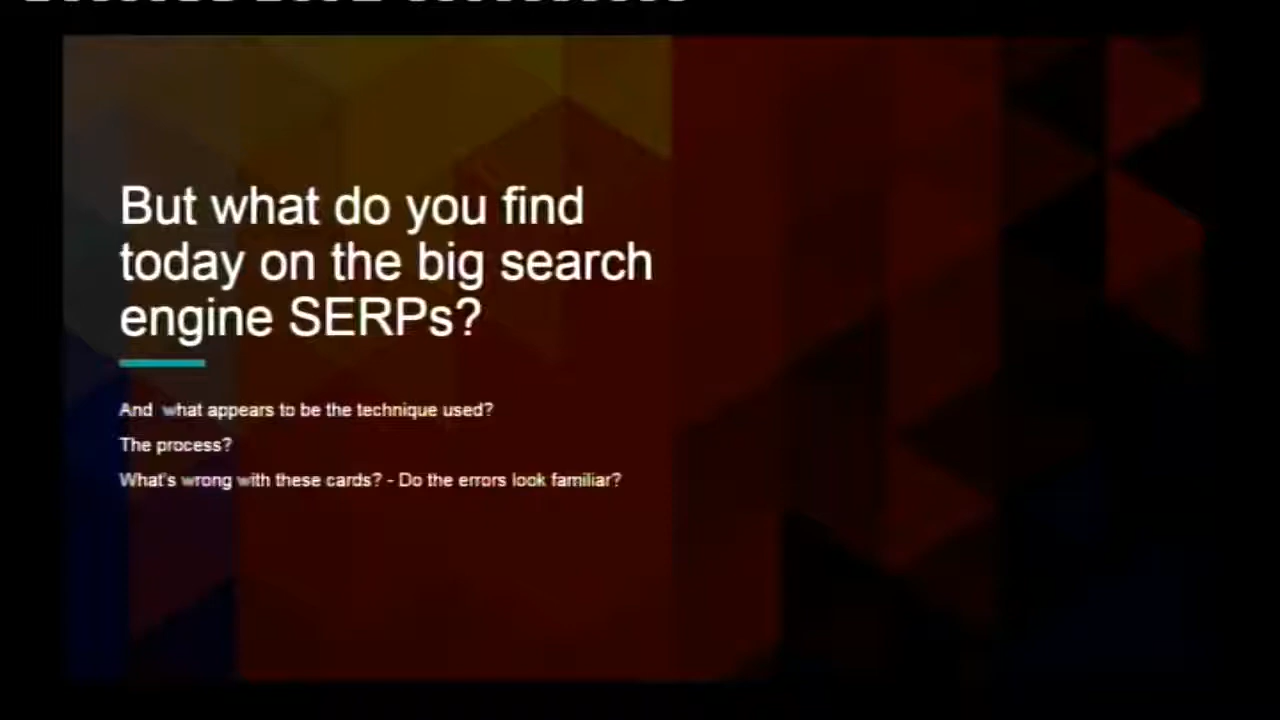 But what do you find
today on the big search
engine SERPs?
And what appears to be the technique used?
The process?
What's wrong with these cards? - Do the errors look familiar?